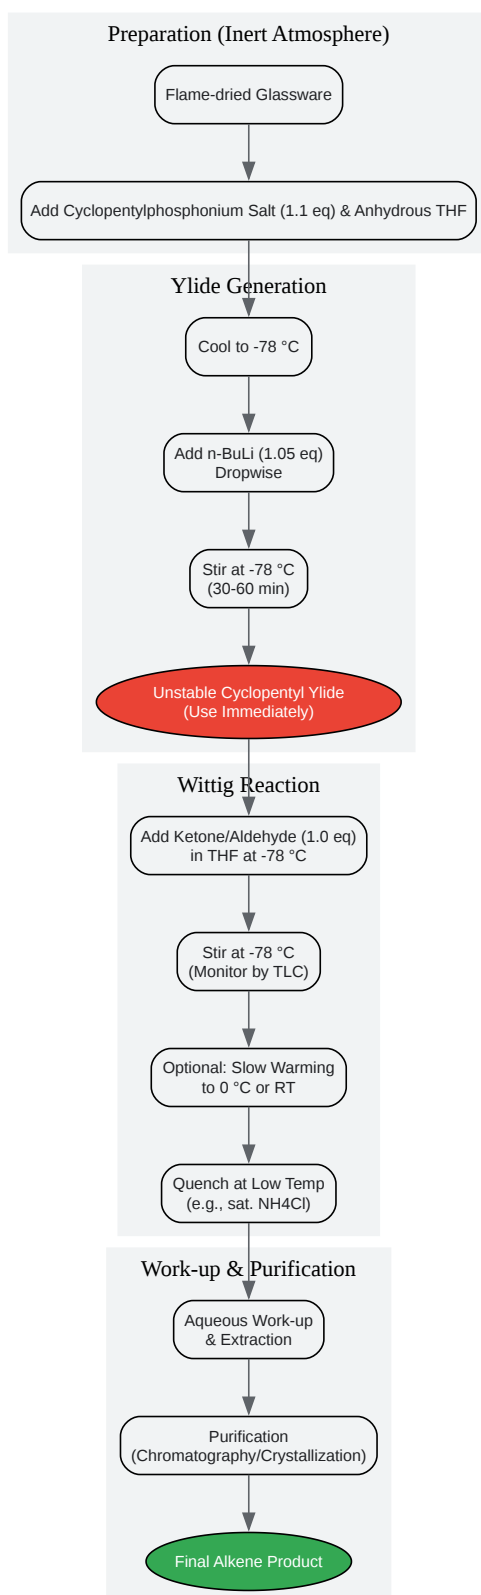 Preparation (Inert Atmosphere)
Flame-dried Glassware
Add Cyclopentylphosphonium Salt (1.1 eq) & Anhydrous THF
Ylide Generation
Cool to -78 °C
Add n-BuLi (1.05 eq)
Dropwise
Stir at -78 °C
(30-60 min)
Unstable Cyclopentyl Ylide
(Use Immediately)
Wittig Reaction
Add Ketone/Aldehyde (1.0 eq)
in THF at -78 °C
Stir at -78 °C
(Monitor by TLC)
Optional: Slow Warming
to 0 °C or RT
Quench at Low Temp
(e.g., sat. NH4Cl)
Work-up & Purification
Aqueous Work-up
& Extraction
Purification
(Chromatography/Crystallization)
Final Alkene Product